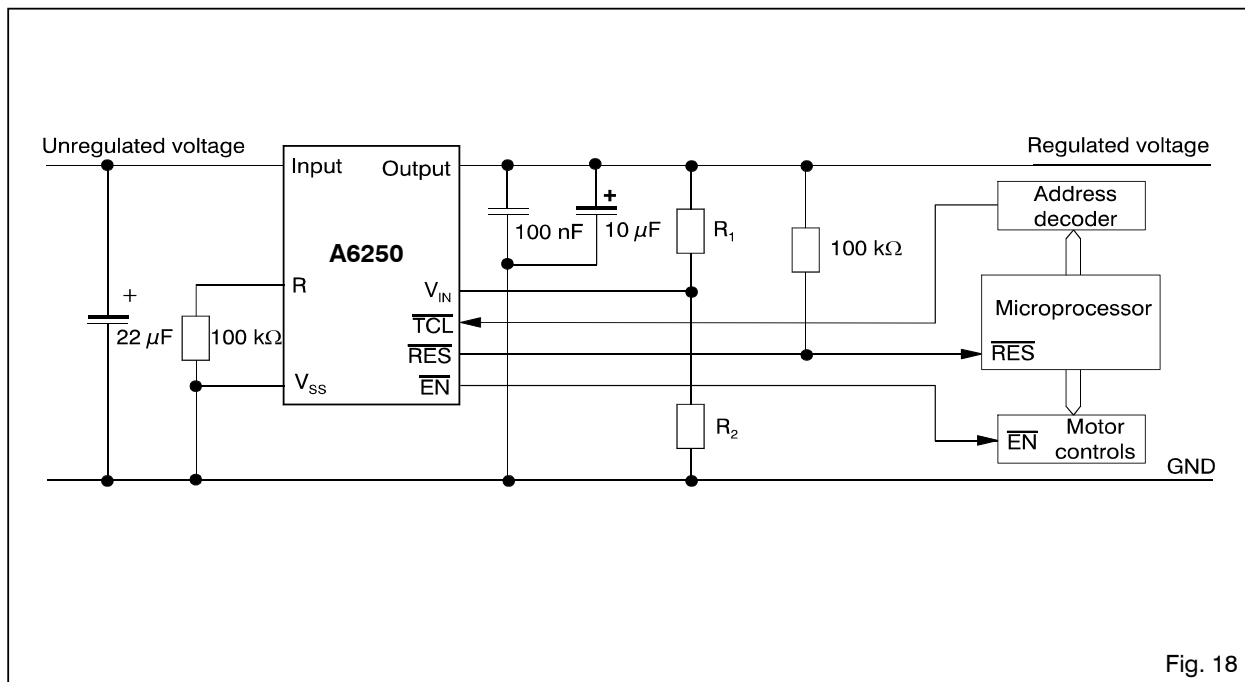 Unregulated voltage
Regulated voltage
Input
Output
Address
decoder
+
100 nF
10 µF
R1
100 kΩ
A6250
R
VIN
Microprocessor
+
22 µF
100 kΩ
TCL
RES
RES
VSS
EN
R2
EN
Motor
controls
GND
Fig. 18